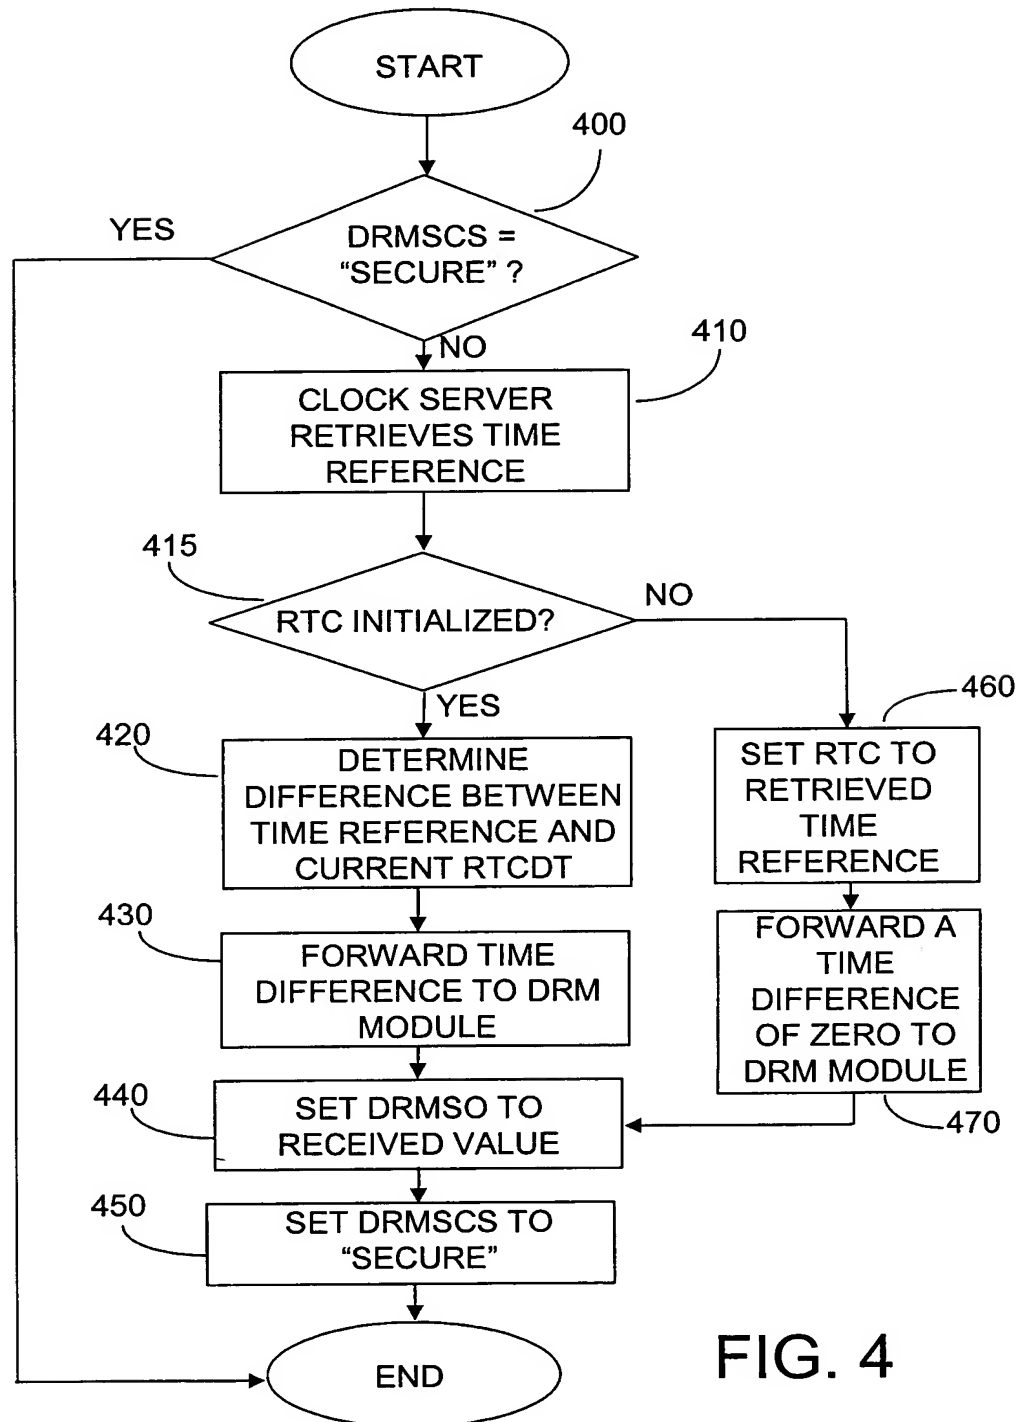 START
400
YES
DRMSCS =
“SECURE” ?
NO
410
CLOCK SERVER
RETRIEVES TIME
REFERENCE
415
RTC INITIALIZED?
NO
YES
420
DETERMINE
DIFFERENCE BETWEEN
TIME REFERENCE AND
CURRENT RTCDT
460
SET RTC TO
RETRIEVED
TIME
REFERENCE
430
FORWARD TIME
DIFFERENCE TO DRM
MODULE
FORWARD A
TIME
DIFFERENCE
OF ZERO TO
DRM MODULE
470
440
SET DRMSO TO
RECEIVED VALUE
450
SET DRMSCS TO
“SECURE”
END
FIG. 4